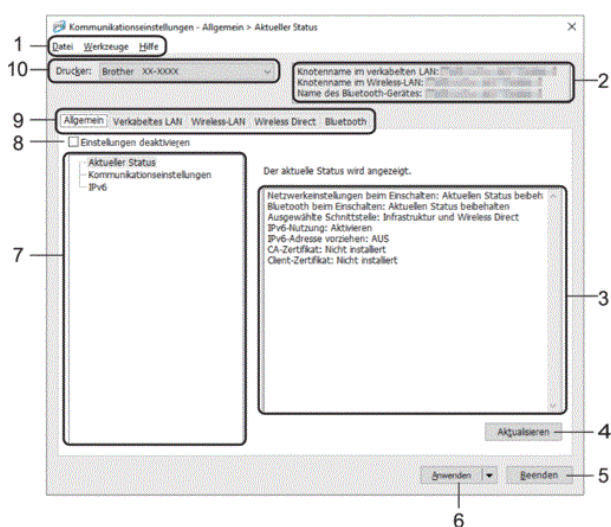 Kommunikationseinstellungen - Allgemein > Aktueller Status
1
Datei Werkzeuge Hilfe
10
Drucker: Brother XX-XXXX
Knotenname im verkabelten LAN:
Knotenname im Wireless-LAN:
Name des Bluetooth-Gerätes:
2
9
Allgemein Verkabeltes LAN Wireless-LAN Wireless Direct Bluetooth
8
Einstellungen deaktivieren
Aktueller Status
Kommunikationseinstellungen
IPv6
7
Der aktuelle Status wird angezeigt.
Netzwerkeinstellungen beim Einschalten: Aktuellen Status beibeh
Bluetooth beim Einschalten: Aktuellen Status beibehalten
Ausgewählte Schnittstelle: Infrastruktur und Wireless Direct
IPv6-Nutzung: Aktivieren
IPv6-Adresse vorziehen: AUS
CA-Zertifikat: Nicht installiert
Client-Zertifikat: Nicht installiert
3
Aktualisieren
4
Anwenden
Beenden
5
6